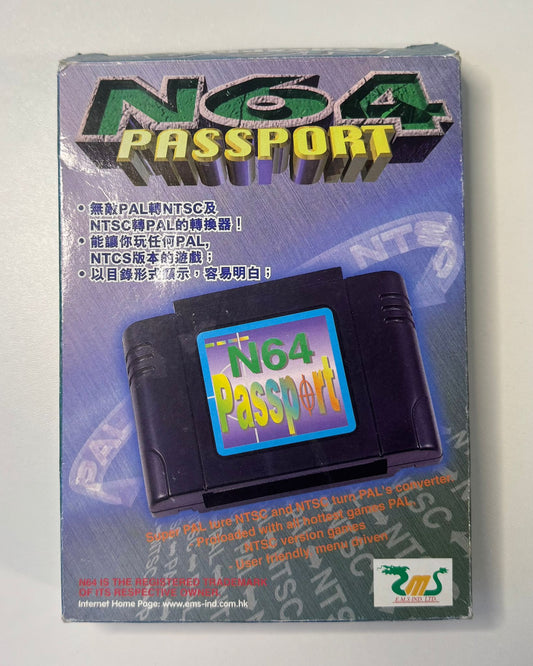 N64
PASSPORT
• 無敵PAL轉NTSC及
NTSC轉PAL的轉換器！
• 能讓你玩任何PAL,
NTCS版本的遊戲；
• 以目錄形式顯示，容易明白；
NTSC
N64
Passport
PAL
Super PAL ture NTSC and NTSC turn PAL's converter.
Preloaded with all hottest games PAL,
NTSC version games
User friendly, menu driven
N64 IS THE REGISTERED TRADEMARK
OF ITS RESPECTIVE OWNER.
Internet Home Page: www.ems-ind.com.hk
EMS
E.M.S IND. LTD.